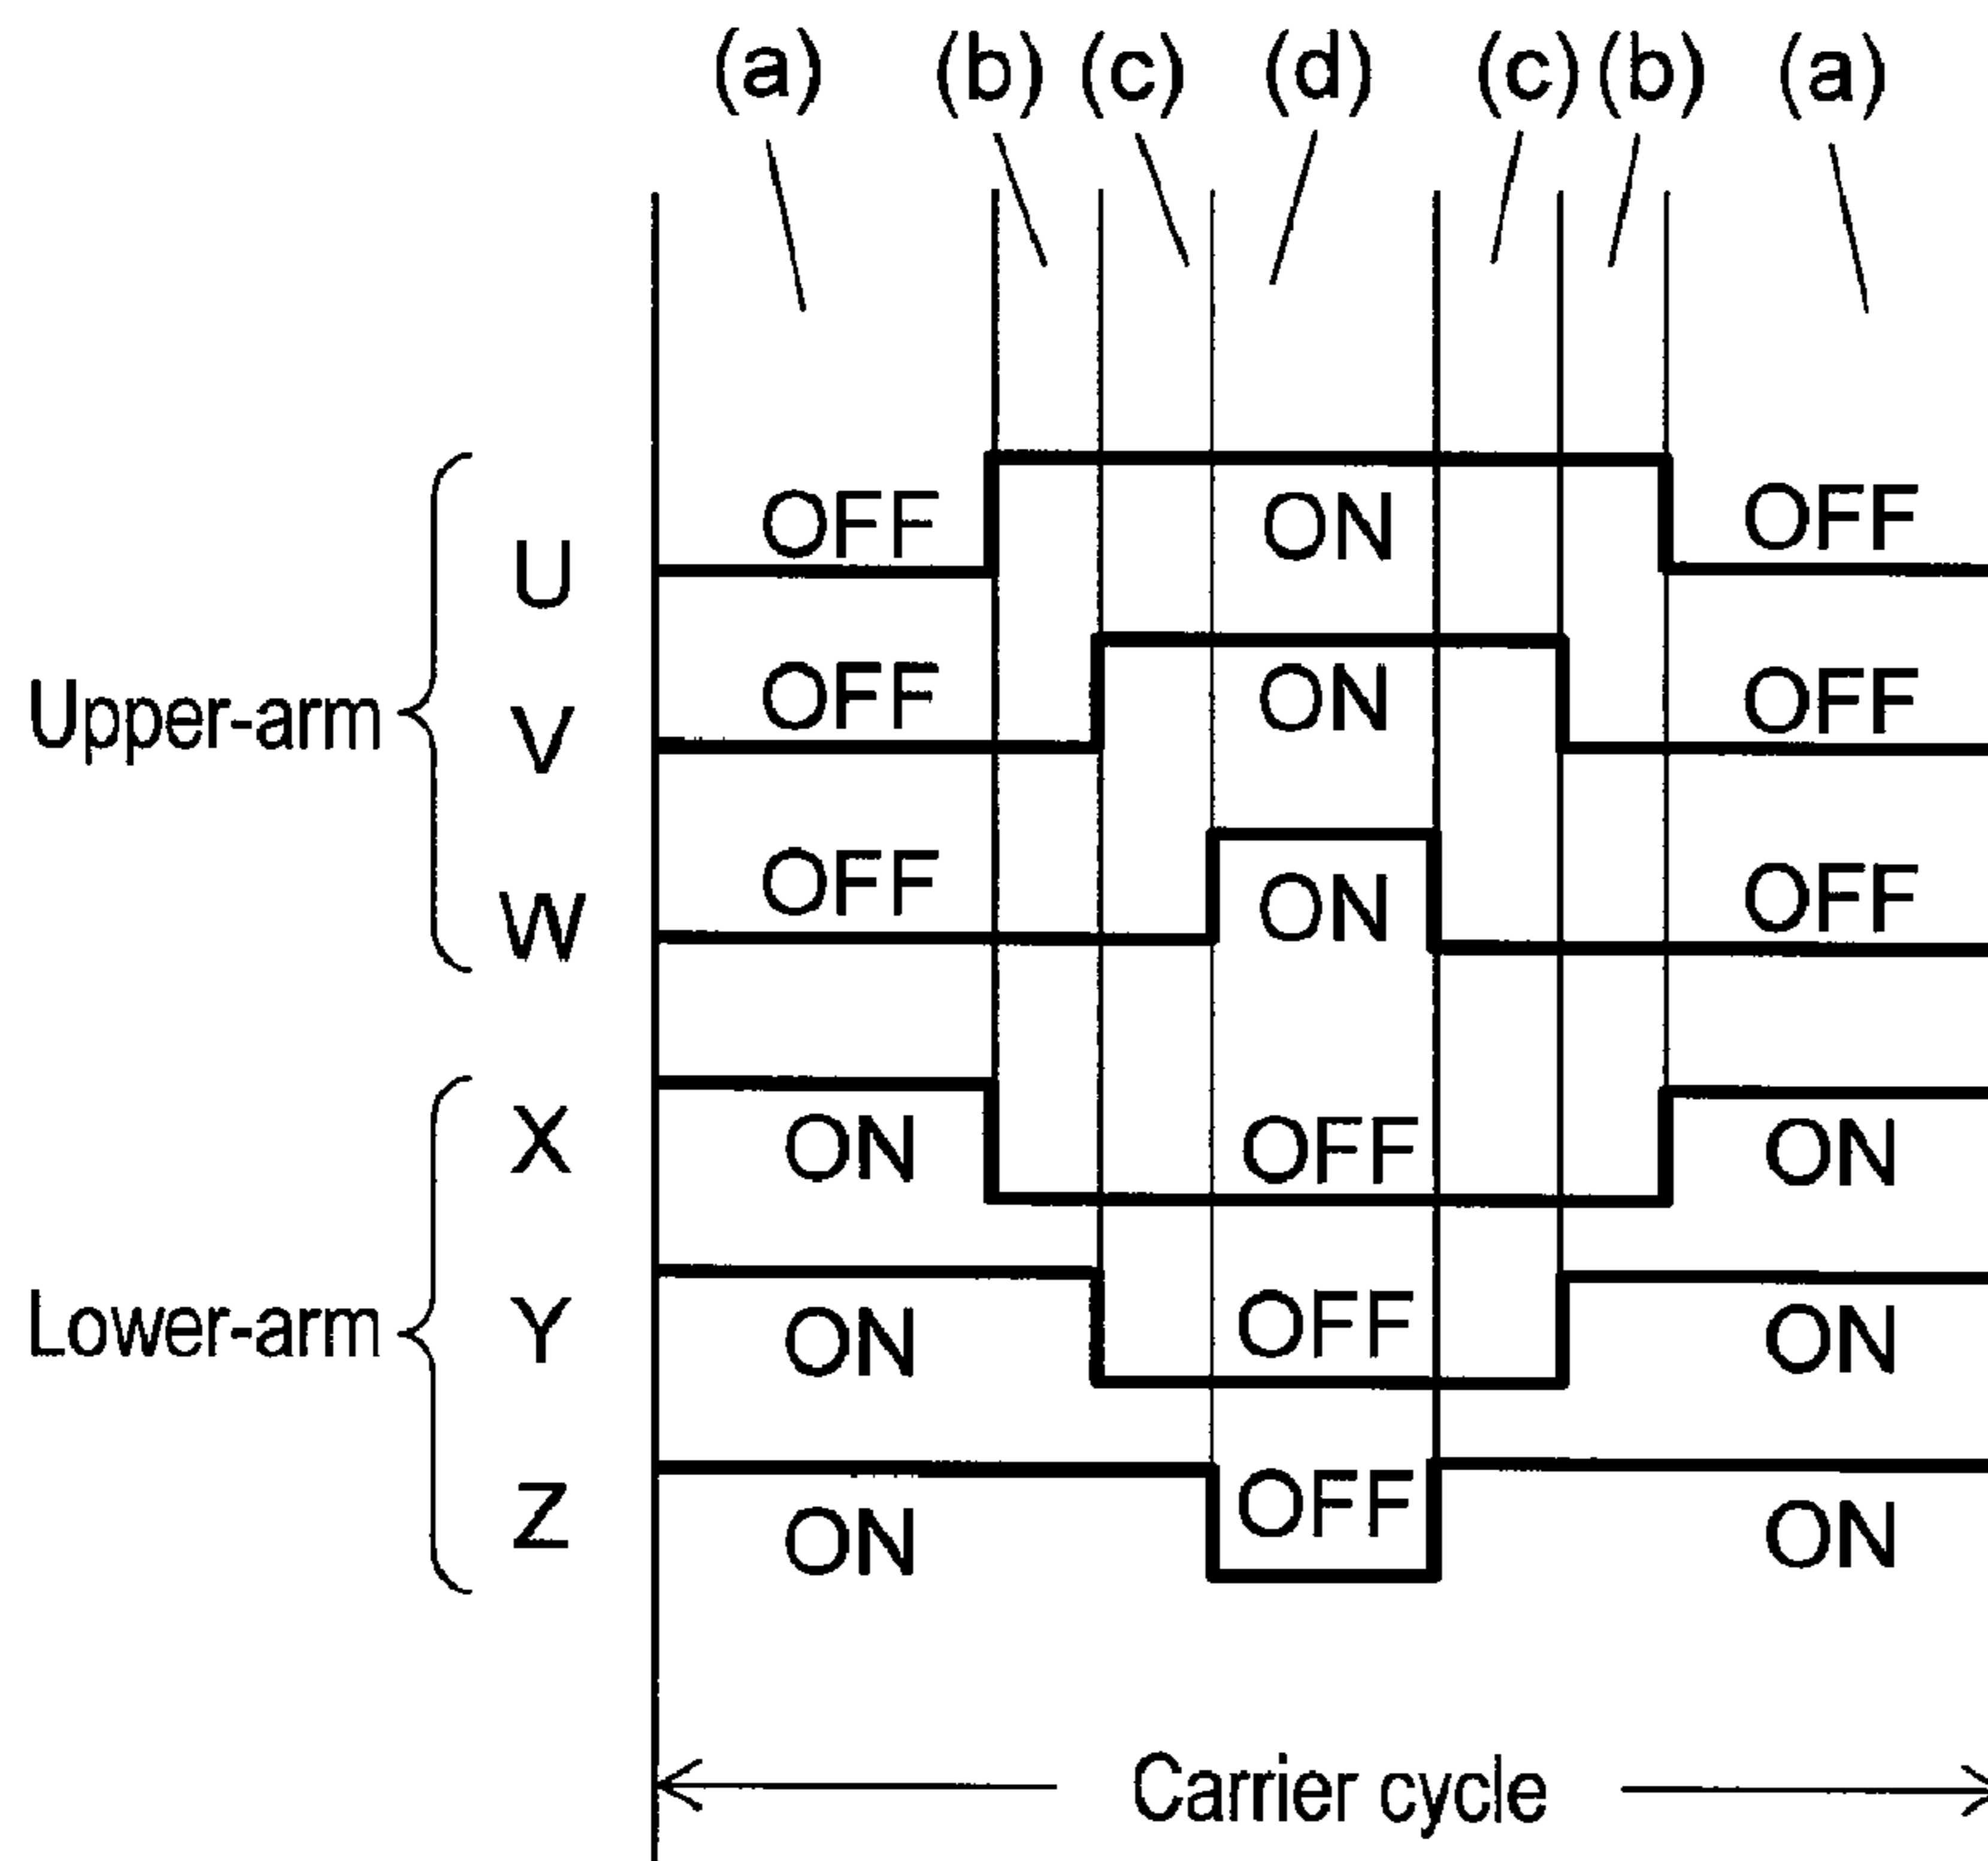 (a) (b) (c) (d) (c) (b) (a)
OFF ON OFF
U
OFF ON OFF
Upper-arm V
OFF ON OFF
W
X ON OFF ON
Lower-arm Y ON OFF ON
Z ON OFF ON
Carrier cycle